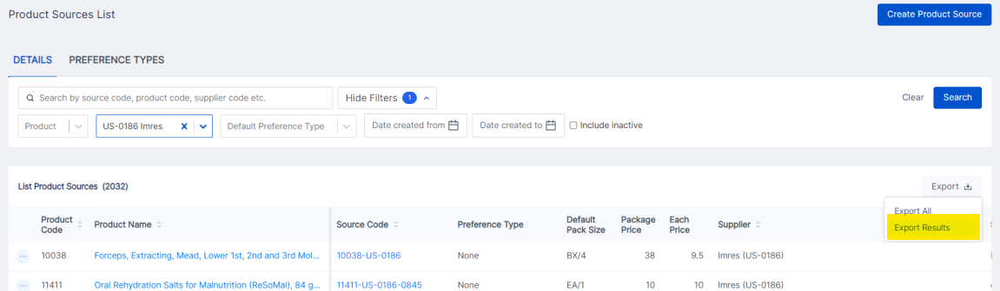 Product Sources List
Create Product Source
DETAILS PREFERENCE TYPES
Search by source code, product code, supplier code etc. Hide Filters 1 Clear Search
Product US-0186 Imres X Default Preference Type Date created from Date created to Include inactive
List Product Sources (2032) Export
Export All
Export Results
Product Code Product Name Source Code Preference Type Default Pack Size Package Price Each Price Supplier
... 10038 Forceps, Extracting, Mead, Lower 1st, 2nd and 3rd Mol... 10038-US-0186 None BX/4 38 9.5 Imres (US-0186)
... 11411 Oral Rehydration Salts for Malnutrition (ReSoMal), 84 g... 11411-US-0186-0845 None EA/1 10 10 Imres (US-0186)